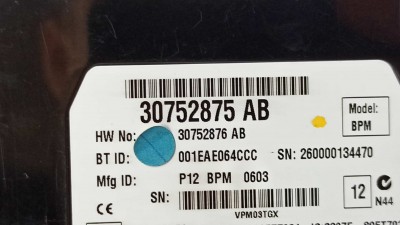 30752875 AB
Model:
BPM
HW No: 30752876 AB
BT ID: 001EAE064CCC SN: 260000134470
Mfg ID: P12 BPM 0603
SN:
12
N44
VPM03TGX